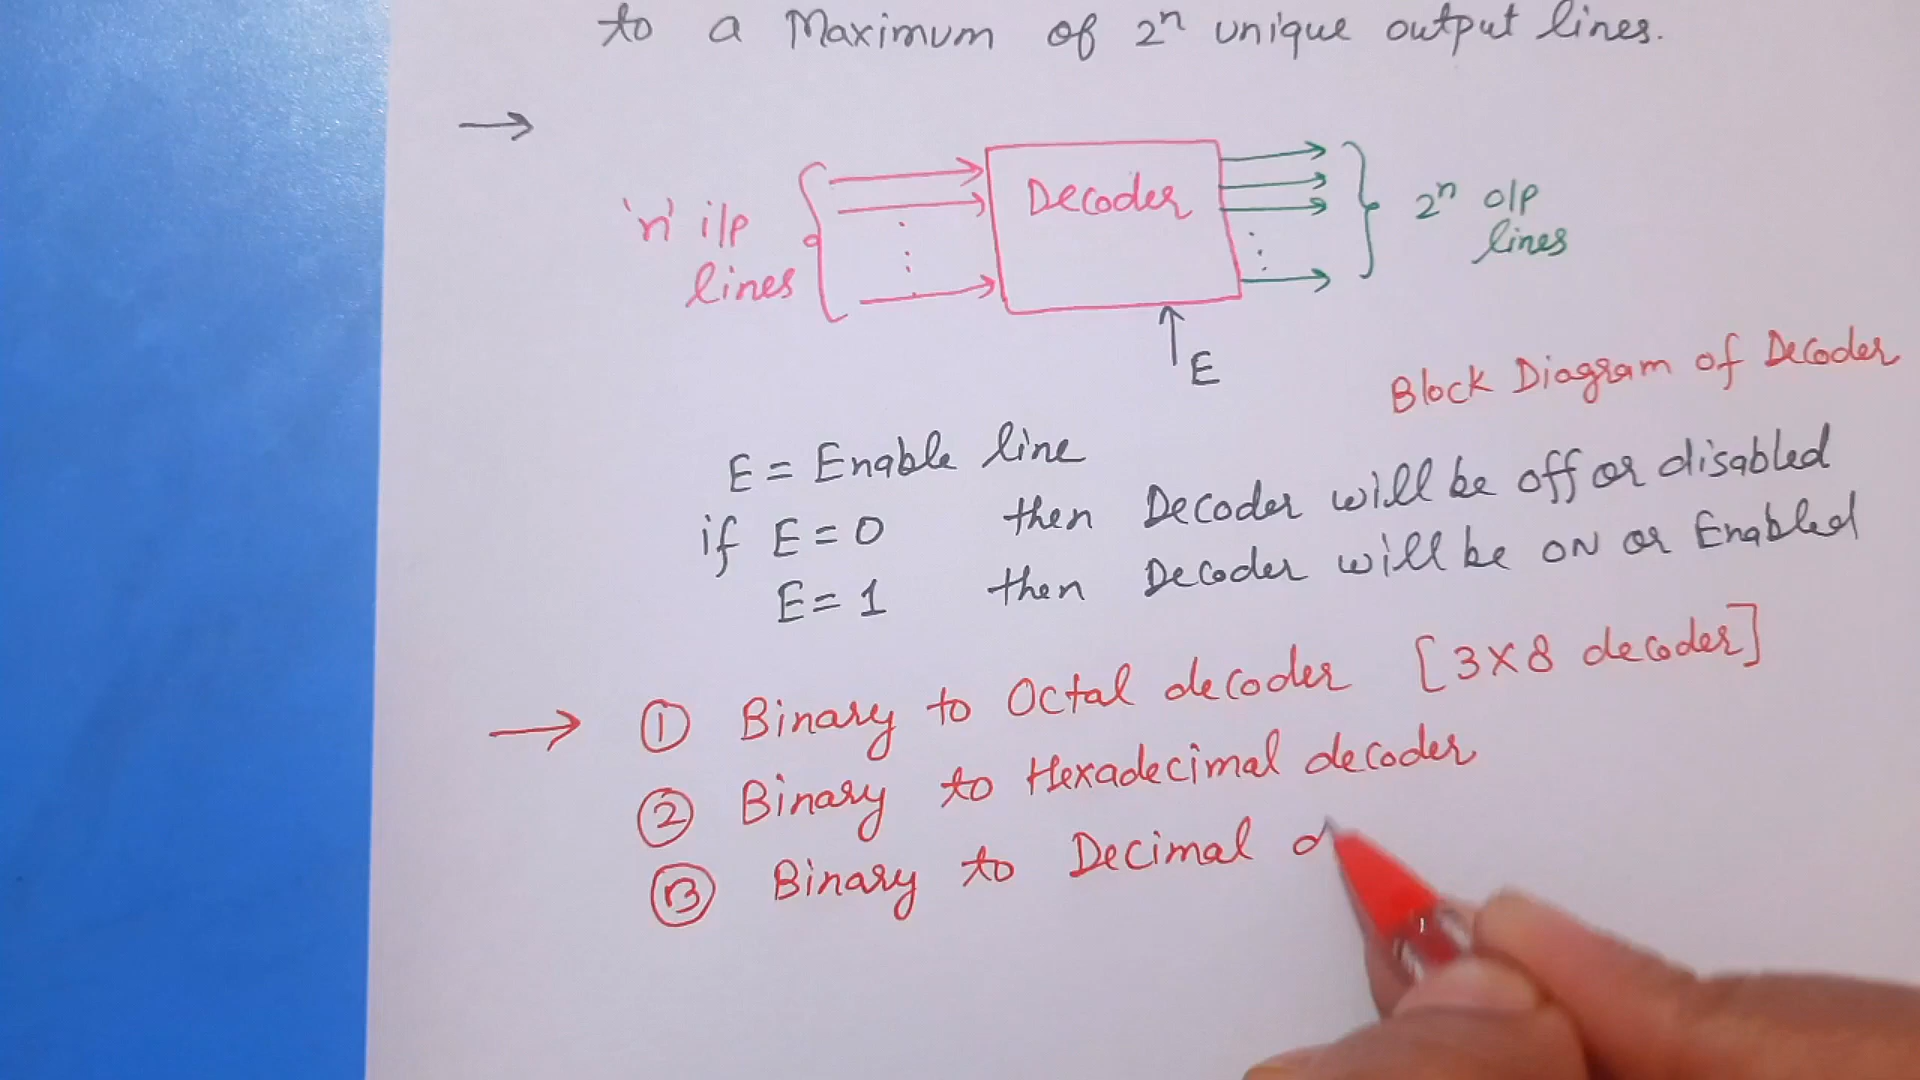 to a Maximum of 2ⁿ unique output lines.
→
'n' i/p
lines
Decoder
2ⁿ o/p
lines
E
Block Diagram of Decoder
E = Enable line
if E = 0 then Decoder will be off or disabled
E = 1 then Decoder will be ON or Enabled
→ ① Binary to Octal decoder [3X8 decoder]
② Binary to Hexadecimal decoder
③ Binary to Decimal d